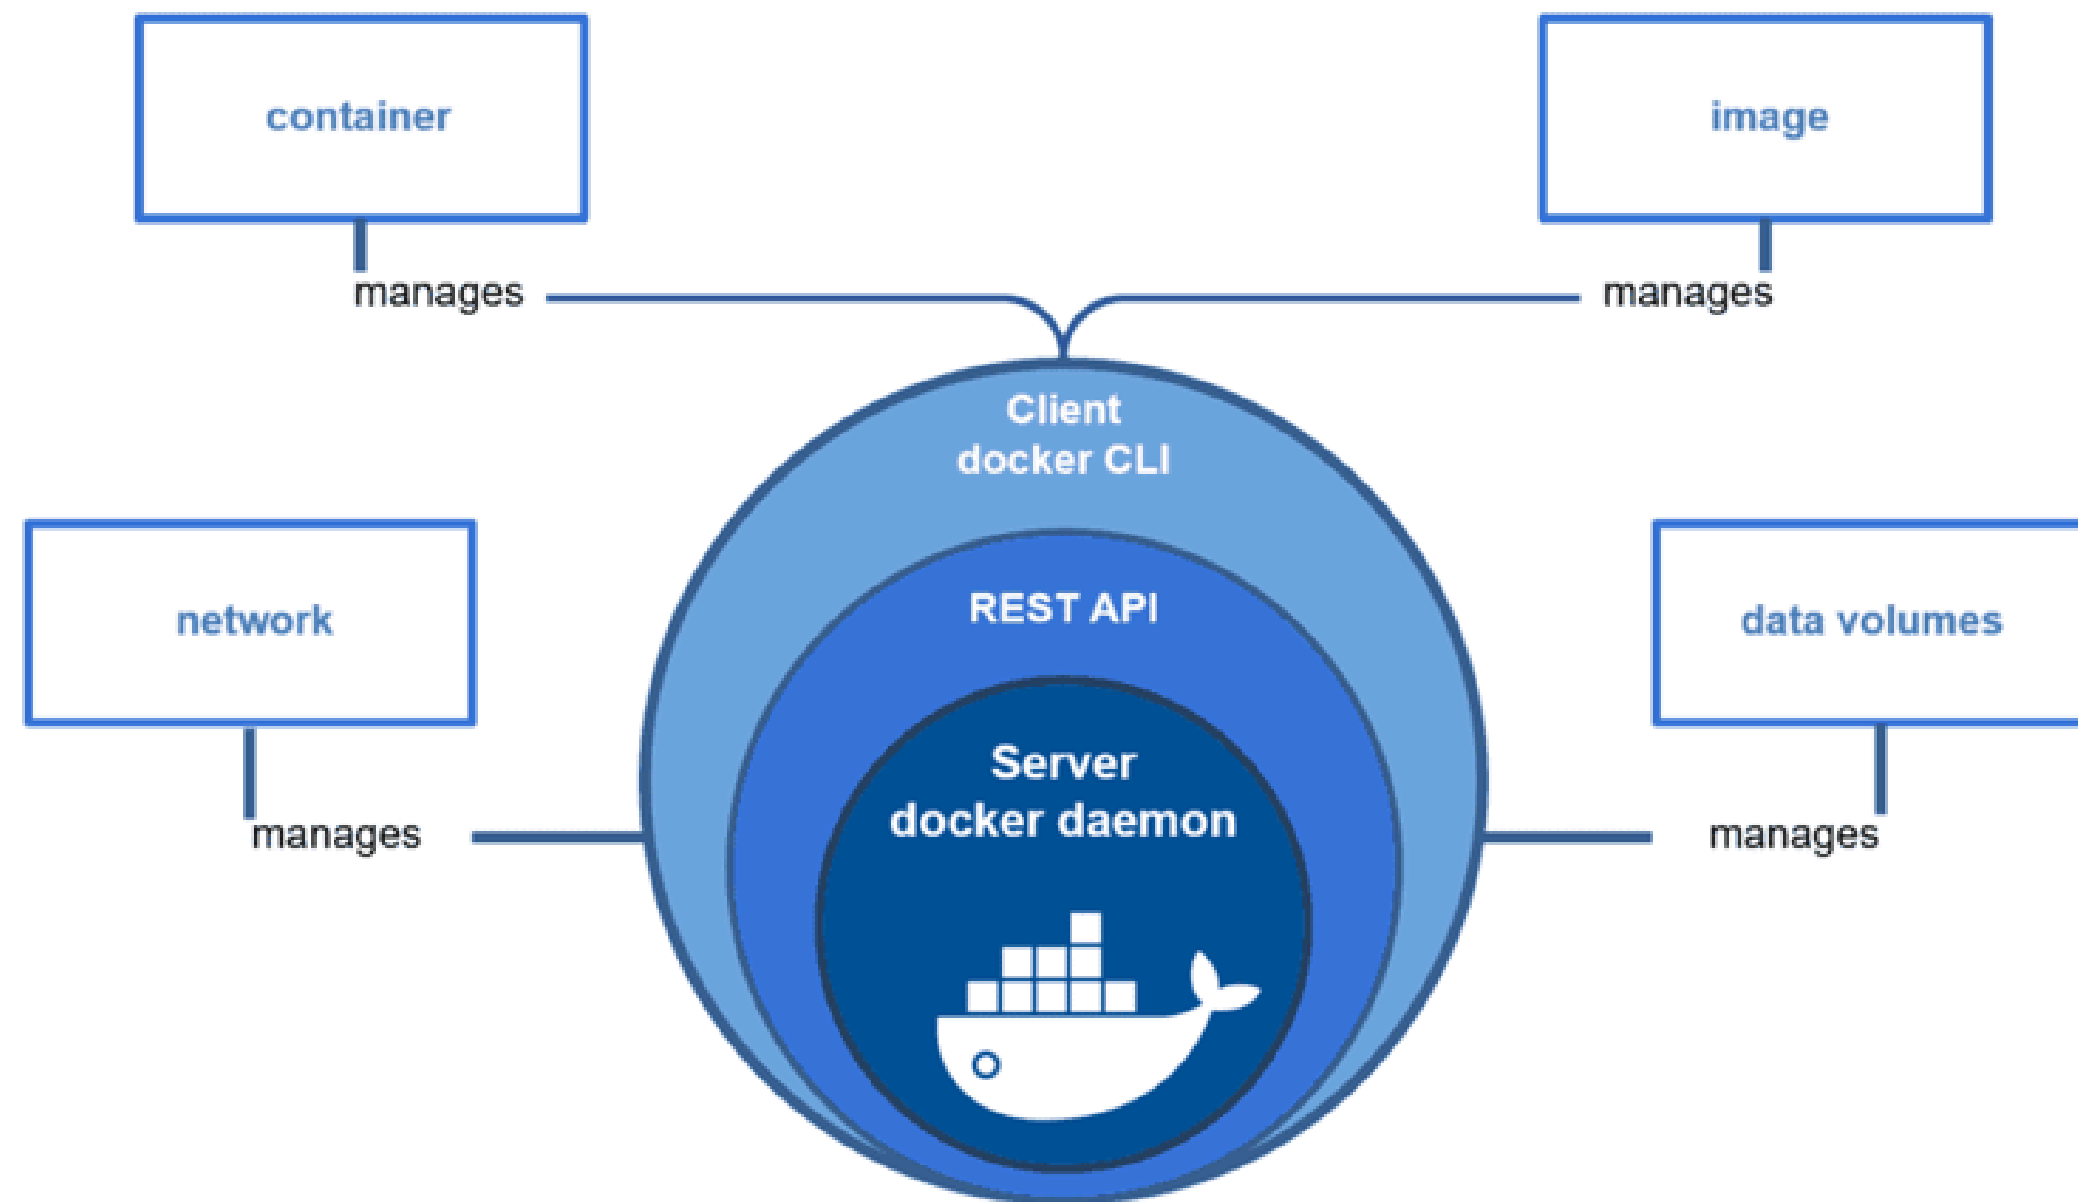 container
image
manages
manages
Client
docker CLI
REST API
network
data volumes
Server
docker daemon
manages
manages